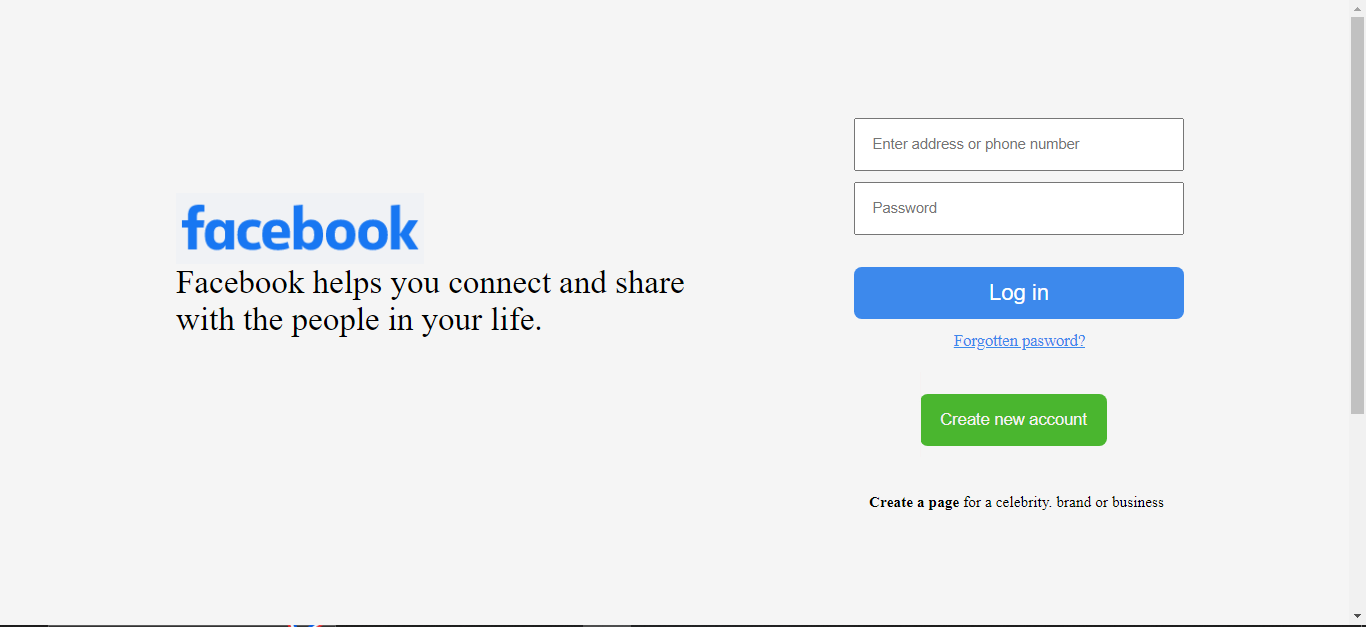 facebook
Facebook helps you connect and share
with the people in your life.
Enter address or phone number
Password
Log in
Forgotten pasword?
Create new account
Create a page for a celebrity. brand or business